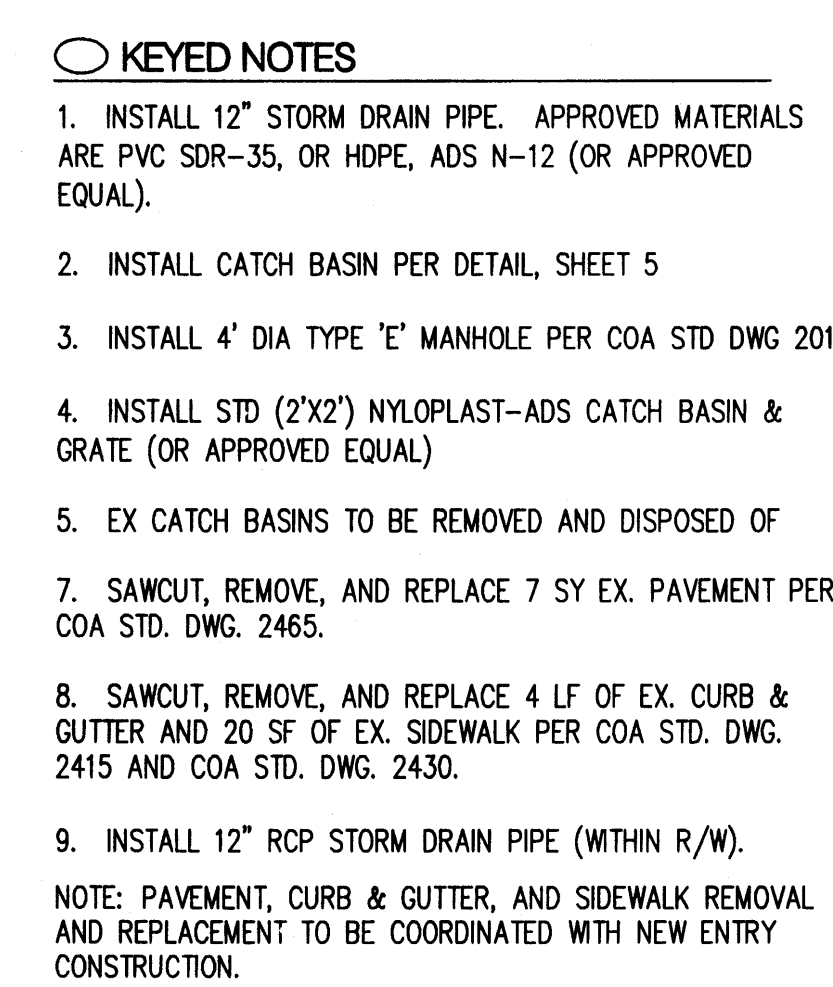 KEYED NOTES
1. INSTALL 12" STORM DRAIN PIPE. APPROVED MATERIALS
ARE PVC SDR-35, OR HDPE, ADS N-12 (OR APPROVED
EQUAL).
2. INSTALL CATCH BASIN PER DETAIL, SHEET 5
3. INSTALL 4' DIA TYPE 'E' MANHOLE PER COA STD DWG 201
4. INSTALL STD (2'X2') NYLOPLAST-ADS CATCH BASIN &
GRATE (OR APPROVED EQUAL)
5. EX CATCH BASINS TO BE REMOVED AND DISPOSED OF
7. SAWCUT, REMOVE, AND REPLACE 7 SY EX. PAVEMENT PER
COA STD. DWG. 2465.
8. SAWCUT, REMOVE, AND REPLACE 4 LF OF EX. CURB &
GUTTER AND 20 SF OF EX. SIDEWALK PER COA STD. DWG.
2415 AND COA STD. DWG. 2430.
9. INSTALL 12" RCP STORM DRAIN PIPE (WITHIN R/W).
NOTE: PAVEMENT, CURB & GUTTER, AND SIDEWALK REMOVAL
AND REPLACEMENT TO BE COORDINATED WITH NEW ENTRY
CONSTRUCTION.